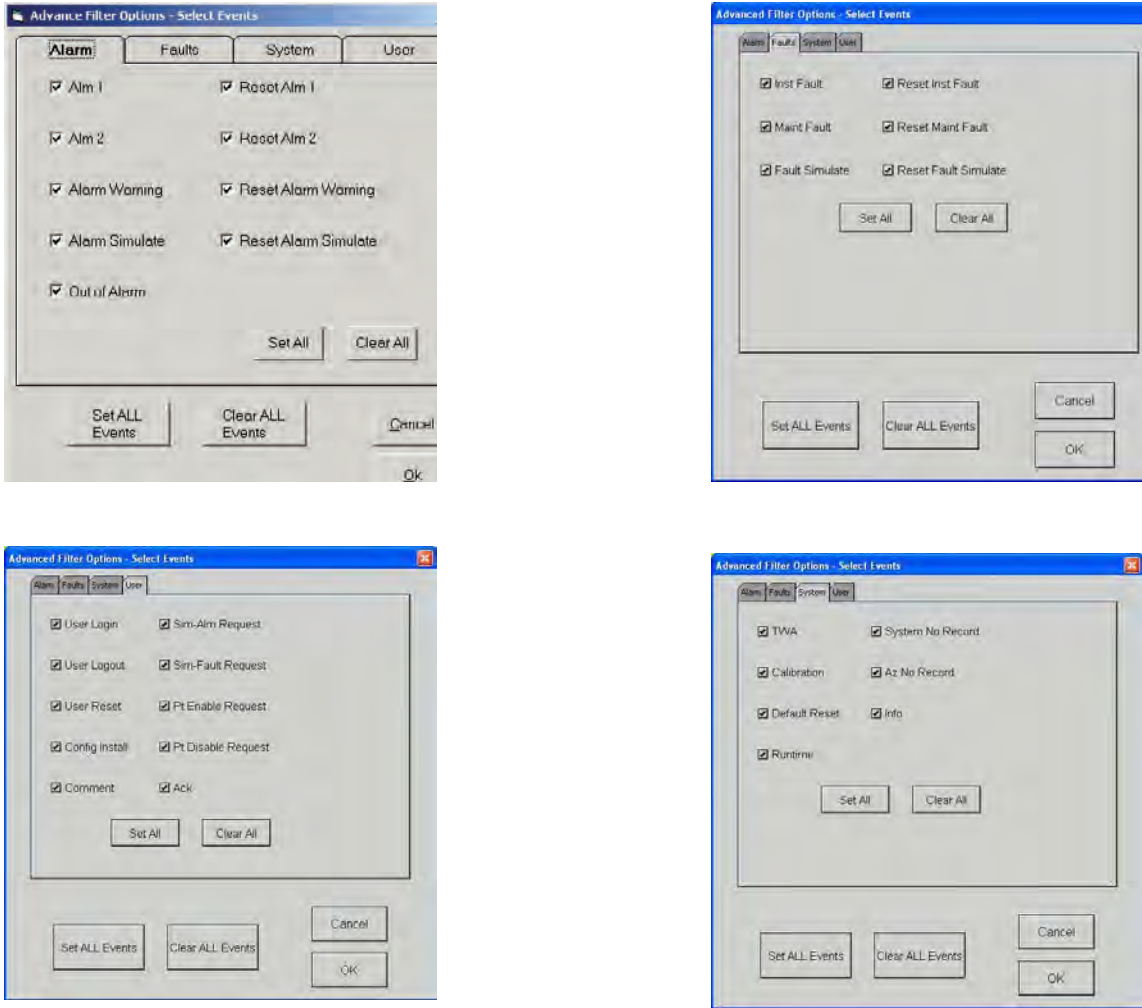 Advance Filter Options - Select Events
Alarm Faults System User
Alm 1 Reset Alm 1
Alm 2 Reset Alm 2
Alarm Warning Reset Alarm Warning
Alarm Simulate Reset Alarm Simulate
Out of Alarm
Set All Clear All
Set ALL Events Clear ALL Events
Cancel
Ok
Advanced Filter Options - Select Events
Alarm Faults System User
Inst Fault Reset Inst Fault
Maint Fault Reset Maint Fault
Fault Simulate Reset Fault Simulate
Set All Clear All
Cancel
Set ALL Events Clear ALL Events
OK
Advanced Filter Options - Select Events
Alarm Faults System User
User Login Sim-Alm Request
User Logout Sim-Fault Request
User Reset Pt Enable Request
Config Install Pt Disable Request
Comment Ack
Set All Clear All
Cancel
Set ALL Events Clear ALL Events
OK
Advanced Filter Options - Select Events
Alarm Faults System User
TWA System No Record
Calibration Az No Record
Default Reset Info
Runtime
Set All Clear All
Cancel
Set ALL Events Clear ALL Events
OK